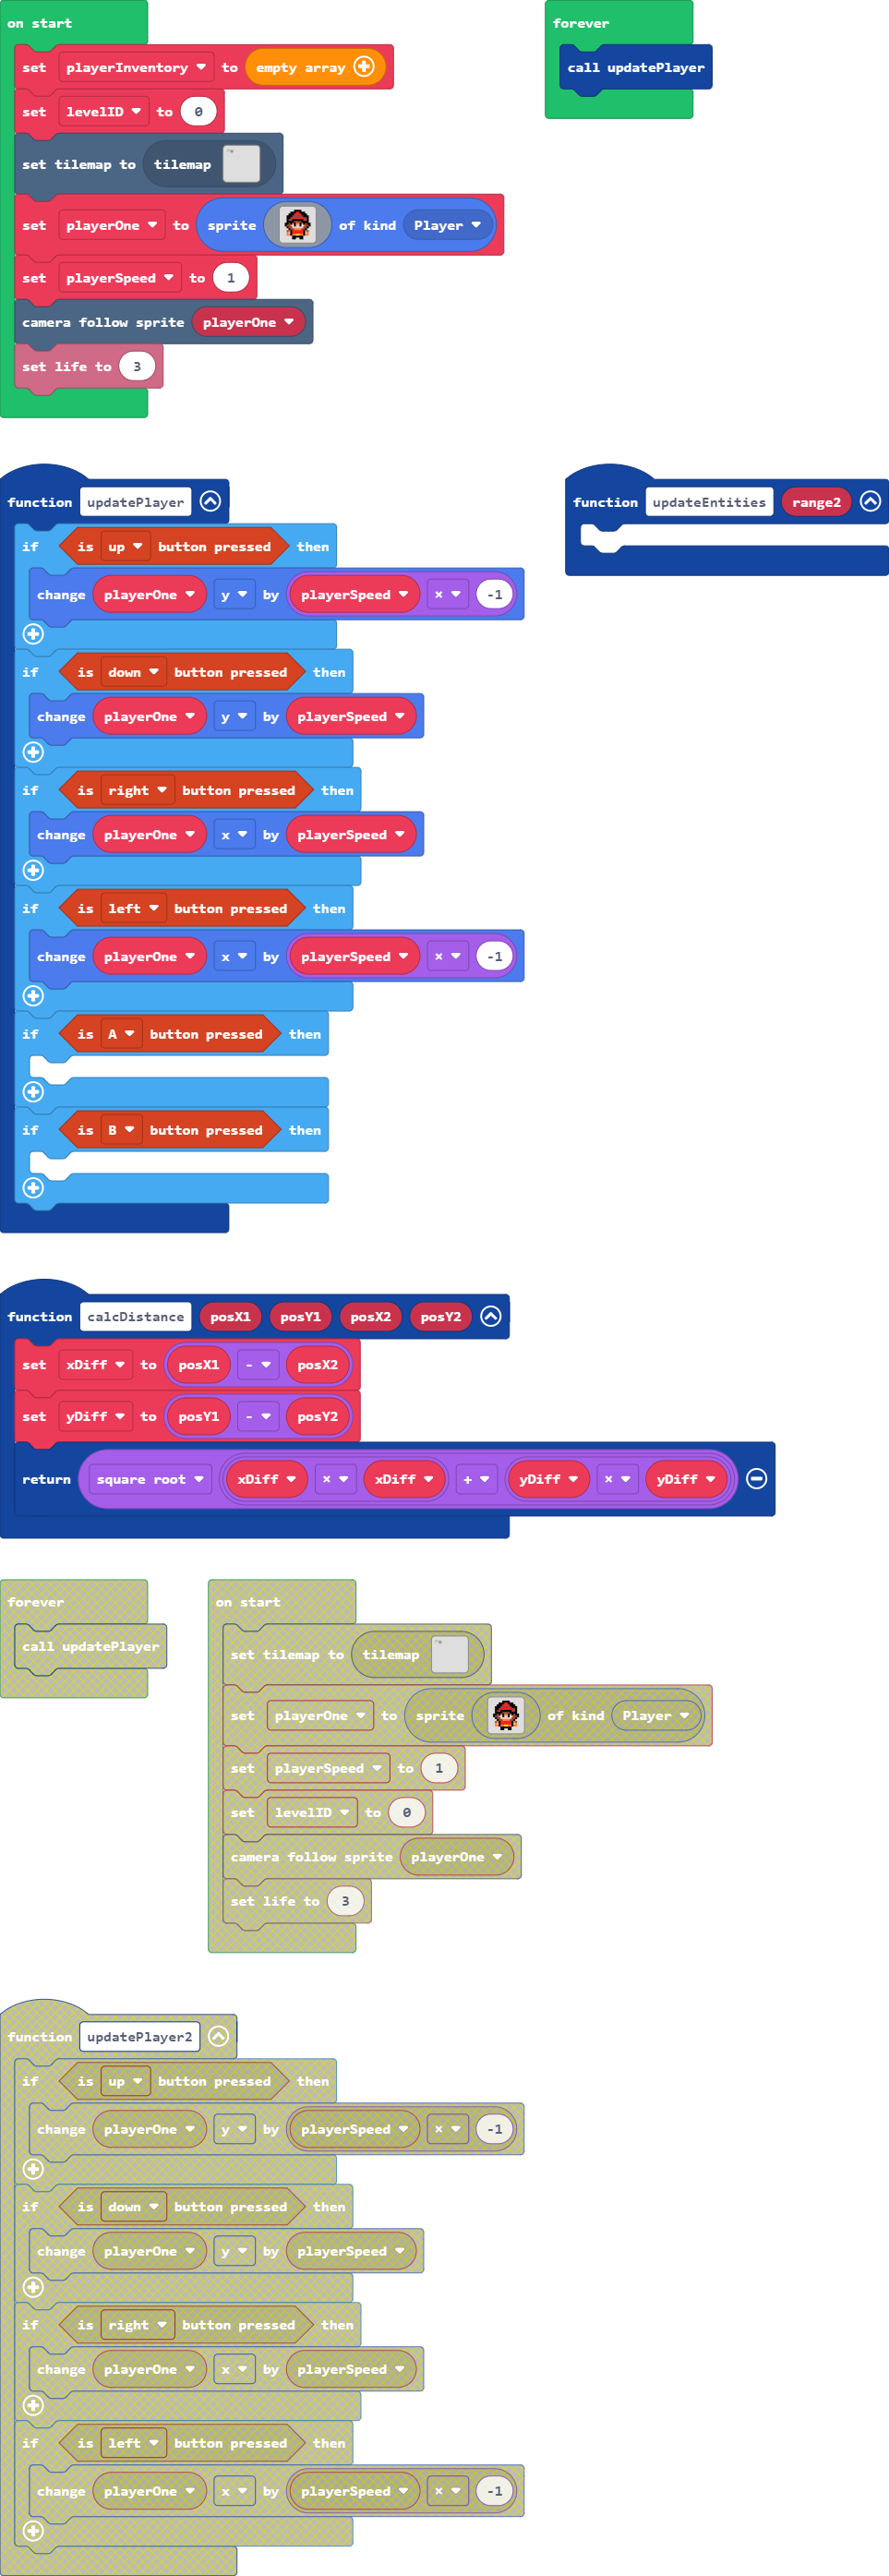 on start
set playerInventory to empty array
set levelID to 0
set tilemap to tilemap
set playerOne to sprite of kind Player
set playerSpeed to 1
camera follow sprite playerOne
set life to 3
forever
call updatePlayer
function updatePlayer
if is up button pressed then
change playerOne y by playerSpeed × -1
if is down button pressed then
change playerOne y by playerSpeed
if is right button pressed then
change playerOne x by playerSpeed
if is left button pressed then
change playerOne x by playerSpeed × -1
if is A button pressed then
if is B button pressed then
function updateEntities range2
function calcDistance posX1 posY1 posX2 posY2
set xDiff to posX1 - posX2
set yDiff to posY1 - posY2
return square root xDiff × xDiff + yDiff × yDiff
forever
call updatePlayer
on start
set tilemap to tilemap
set playerOne to sprite of kind Player
set playerSpeed to 1
set levelID to 0
camera follow sprite playerOne
set life to 3
function updatePlayer2
if is up button pressed then
change playerOne y by playerSpeed × -1
if is down button pressed then
change playerOne y by playerSpeed
if is right button pressed then
change playerOne x by playerSpeed
if is left button pressed then
change playerOne x by playerSpeed × -1